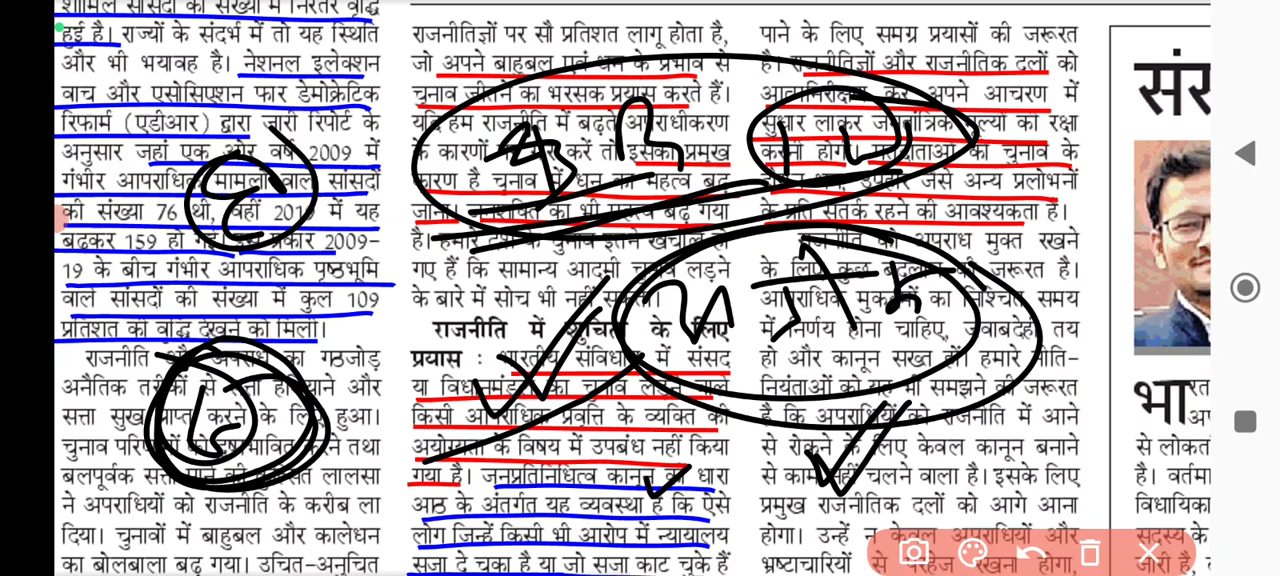 शामिल सांसदों की संख्या में निरंतर वृद्धि
हुई है। राज्यों के संदर्भ में तो यह स्थिति
और भी भयावह है। नेशनल इलेक्शन
वाच और एसोसिएशन फार डेमोक्रेटिक
रिफार्म (एडीआर) द्वारा जारी रिपोर्ट के
अनुसार जहां एक ओर वर्ष 2009 में
गंभीर आपराधिक मामलों वाले सांसदों
की संख्या 76 थी, वहीं 2019 में यह
बढ़कर 159 हो गई। इस प्रकार 2009-
19 के बीच गंभीर आपराधिक पृष्ठभूमि
वाले सांसदों की संख्या में कुल 109
प्रतिशत की वृद्धि देखने को मिली।
राजनीति और अपराध का गठजोड़
अनैतिक तरीकों से सत्ता पाने और
सत्ता सुख प्राप्त करने के लिए हुआ।
चुनाव को करने तथा
बलपूर्वक की लालसा
ने अपराधियों को राजनीति के करीब ला
दिया। चुनावों में बाहुबल और कालेधन
का बोलबाला बढ़ गया। उचित-अनुचित
राजनीतिज्ञों पर सौ प्रतिशत लागू होता है,
जो अपने बाहुबल एवं धन के प्रभाव से
चुनाव जीतने का भरसक प्रयास करते हैं।
यदि हम राजनीति में बढ़ते अपराधीकरण
के कारणों करें तो इसका प्रमुख
कारण है चुनाव में धन का महत्व बढ़
जाना। जनशक्ति का भी महत्व बढ़ गया
है। हमारे देश के चुनाव इतने खर्चीले हो
गए हैं कि सामान्य आदमी चुनाव लड़ने
के बारे में सोच भी नहीं सकता।
राजनीति में शुचिता के लिए
प्रयास : भारतीय संविधान में संसद
या विधानमंडल का चुनाव लड़ने वाले
किसी आपराधिक प्रवृत्ति के व्यक्ति की
अयोग्यता के विषय में उपबंध नहीं किया
गया है। जनप्रतिनिधित्व कानून की धारा
आठ के अंतर्गत यह व्यवस्था है कि ऐसे
लोग जिन्हें किसी भी आरोप में न्यायालय
सजा दे चुका है या जो सजा काट चुके हैं
पाने के लिए समग्र प्रयासों की जरूरत
है। राजनीतिज्ञों और राजनीतिक दलों को
आत्मनिरीक्षण कर अपने आचरण में
सुधार लाकर जनतांत्रिक मूल्यों की रक्षा
करनी होगी। मतदाताओं को चुनाव के
दौरान धन, उपहार जैसे अन्य प्रलोभनों
के प्रति सतर्क रहने की आवश्यकता है।
राजनीति को अपराध मुक्त रखने
के लिए कुछ बदलाव की जरूरत है।
आपराधिक मुकदमों का निश्चित समय
में निर्णय होना चाहिए, जवाबदेही तय
हो और कानून सख्त हों। हमारे नीति-
नियंताओं को यह भी समझने की जरूरत
है कि अपराधियों को राजनीति में आने
से रोकने के लिए केवल कानून बनाने
से काम नहीं चलने वाला है। इसके लिए
प्रमुख राजनीतिक दलों को आगे आना
होगा। उन्हें न केवल अपराधियों और
भ्रष्टाचारियों से परहेज रखना होगा,
संस
भारत
से लोकतं
है। वर्तमा
विधायिका
सदस्य के
जारी है,